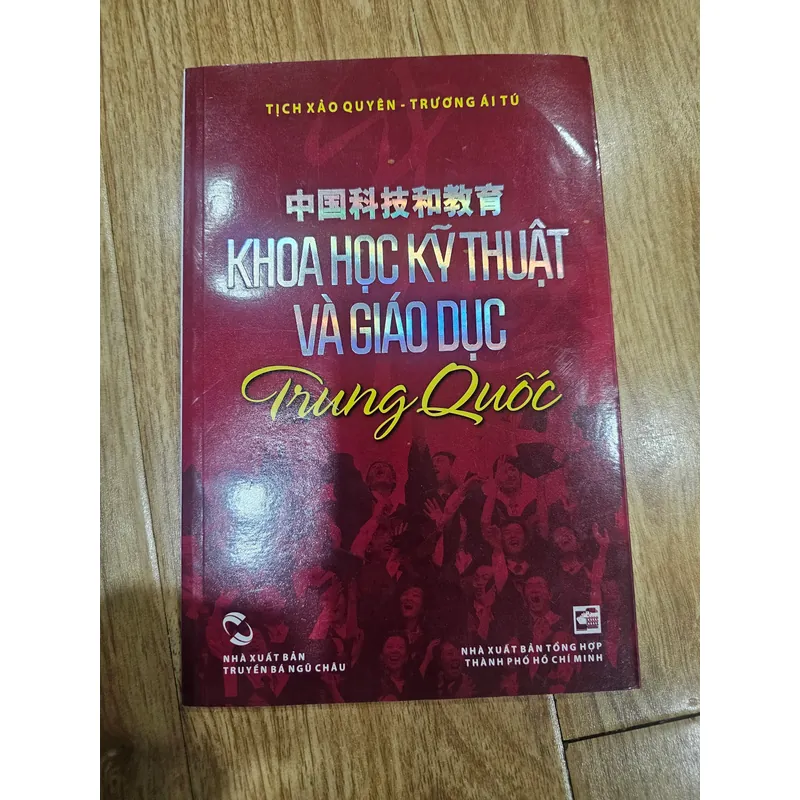 TỊCH XẢO QUYÊN - TRƯƠNG ÁI TÚ
中国科技和教育
KHOA HỌC KỸ THUẬT
VÀ GIÁO DỤC
Trung Quốc
NHÀ XUẤT BẢN
TRUYỀN BÁ NGŨ CHÂU
NHÀ XUẤT BẢN TỔNG HỢP
THÀNH PHỐ HỒ CHÍ MINH